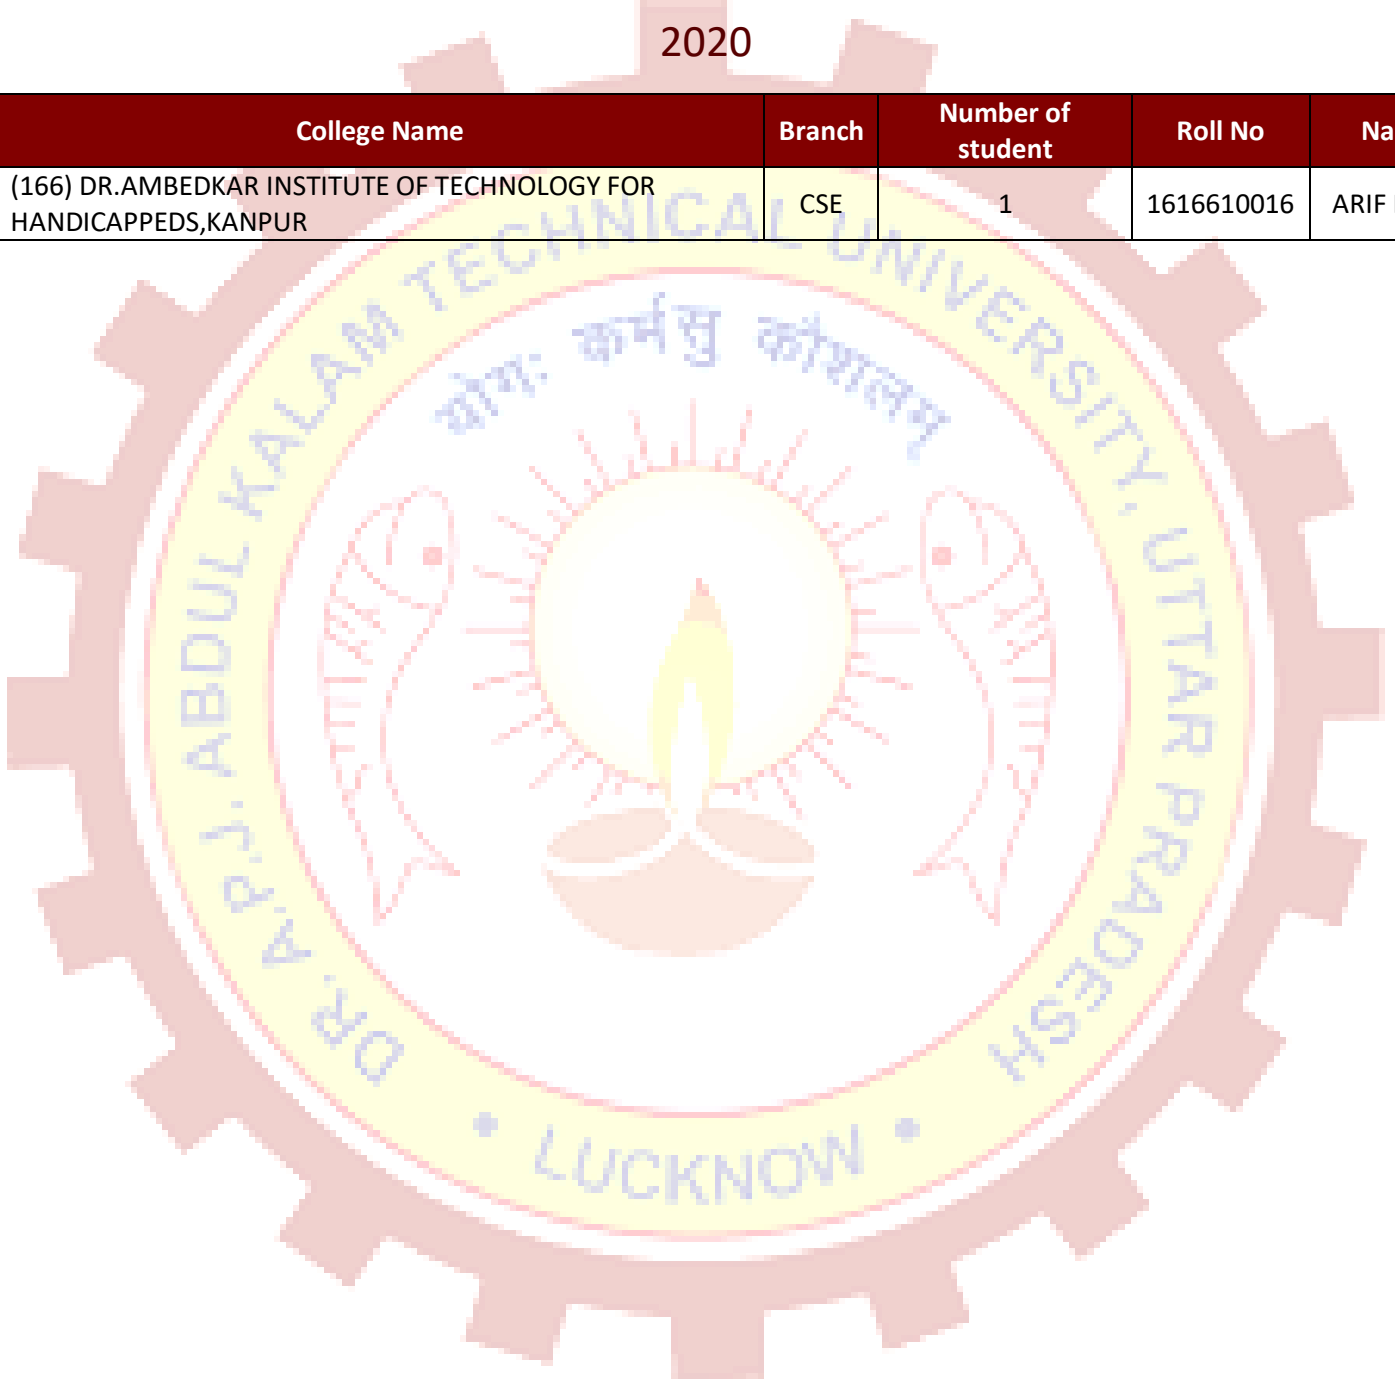 2020
College Name Branch Number of student Roll No Na
(166) DR.AMBEDKAR INSTITUTE OF TECHNOLOGY FOR
HANDICAPPEDS,KANPUR CSE 1 1616610016 ARIF
DR. A.P.J. ABDUL KALAM TECHNICAL UNIVERSITY, UTTAR PRADESH
योगः कर्मसु कौशलम्
• LUCKNOW •